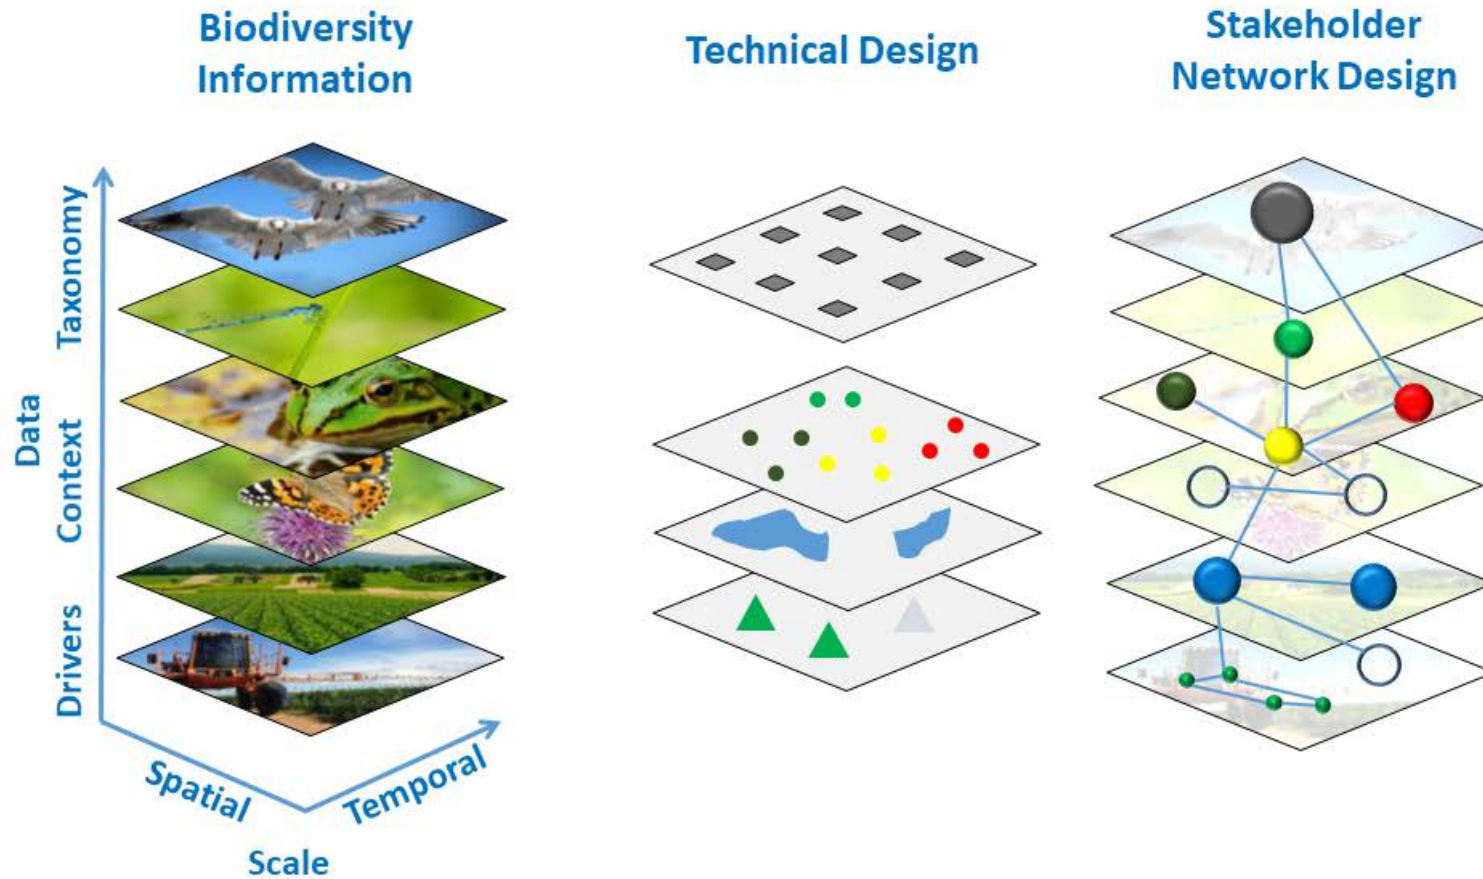 Biodiversity
Information
Technical Design
Stakeholder
Network Design
Taxonomy
Data
Context
Drivers
Spatial
Temporal
Scale